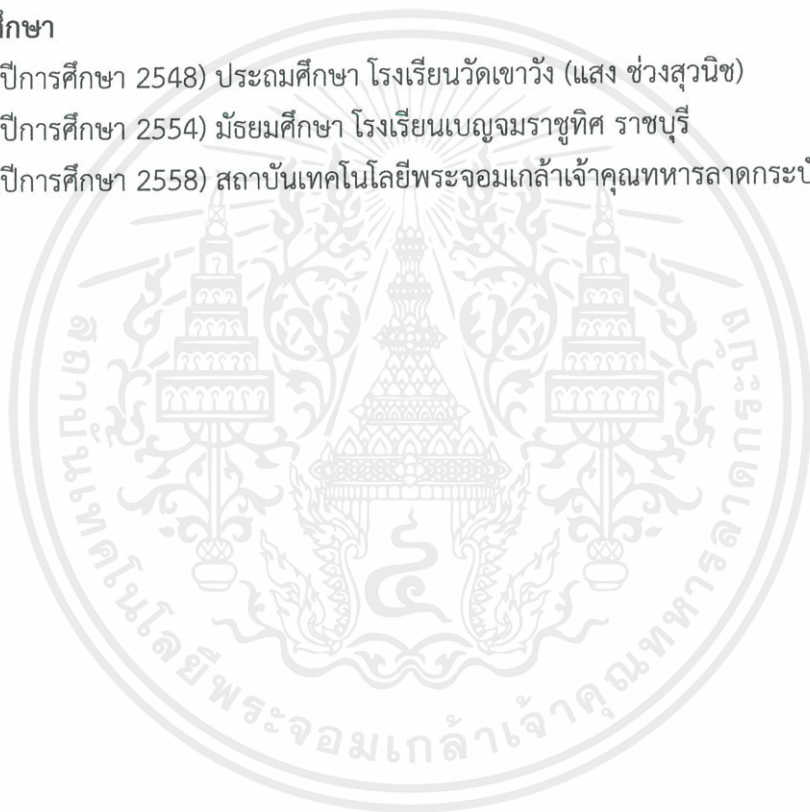 ศึกษา
ปีการศึกษา 2548) ประถมศึกษา โรงเรียนวัดเขาวัง (แสง ช่วงสุวนิช)
ปีการศึกษา 2554) มัธยมศึกษา โรงเรียนเบญจมราชูทิศ ราชบุรี
ปีการศึกษา 2558) สถาบันเทคโนโลยีพระจอมเกล้าเจ้าคุณทหารลาดกระบั
สถาบันเทคโนโลยีพระจอมเกล้าเจ้าคุณทหารลาดกระบัง